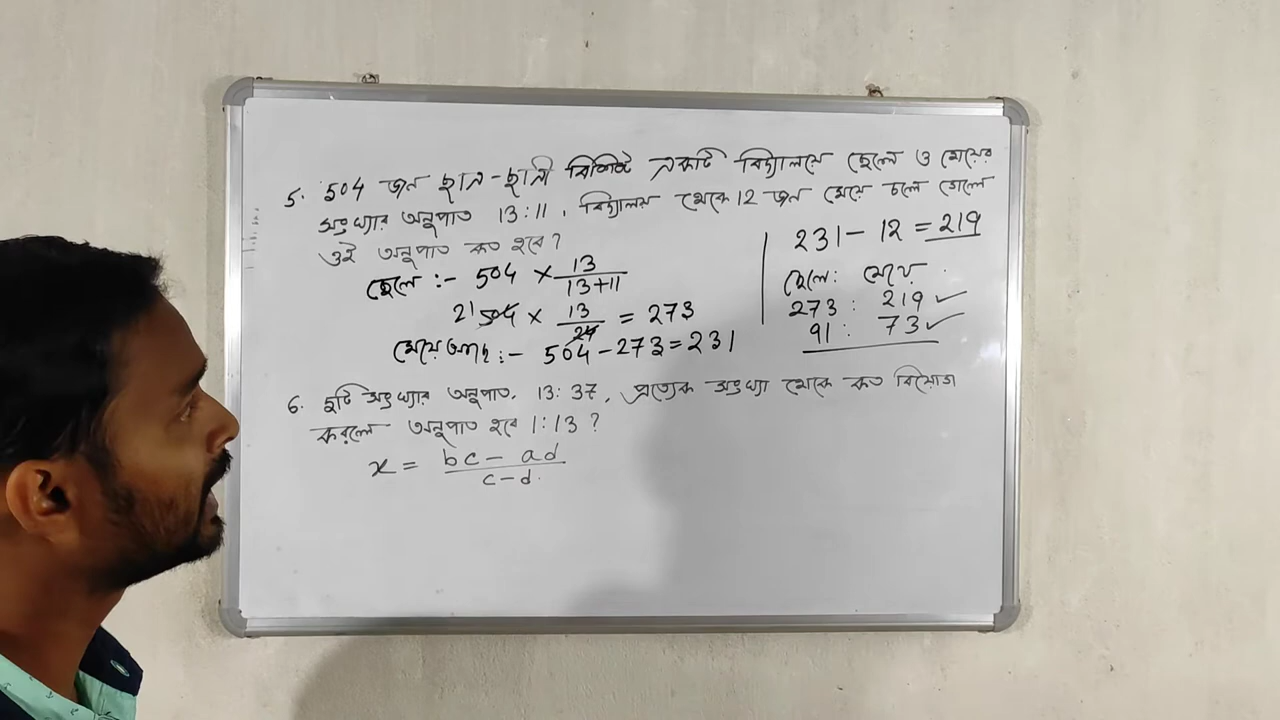 5. 504 জন ছাত্র-ছাত্রী বিশিষ্ট একটি বিদ্যালয়ে ছেলে ও মেয়ের
সংখ্যার অনুপাত 13:11, বিদ্যালয় থেকে 12 জন মেয়ে চলে গেলে
ওই অনুপাত কত হবে?
ছেলে :- 504 × 13/(13+11)
21 504 × 13/24 = 273
মেয়ে আছে :- 504 - 273 = 231
231 - 12 = 219
ছেলে : মেয়ে
273 : 219 ✓
91 : 73 ✓
6. দুটি সংখ্যার অনুপাত 13:37, প্রত্যেক সংখ্যা থেকে কত বিয়োগ
করলে অনুপাত হবে 1:13 ?
x = (bc - ad)/(c - d)